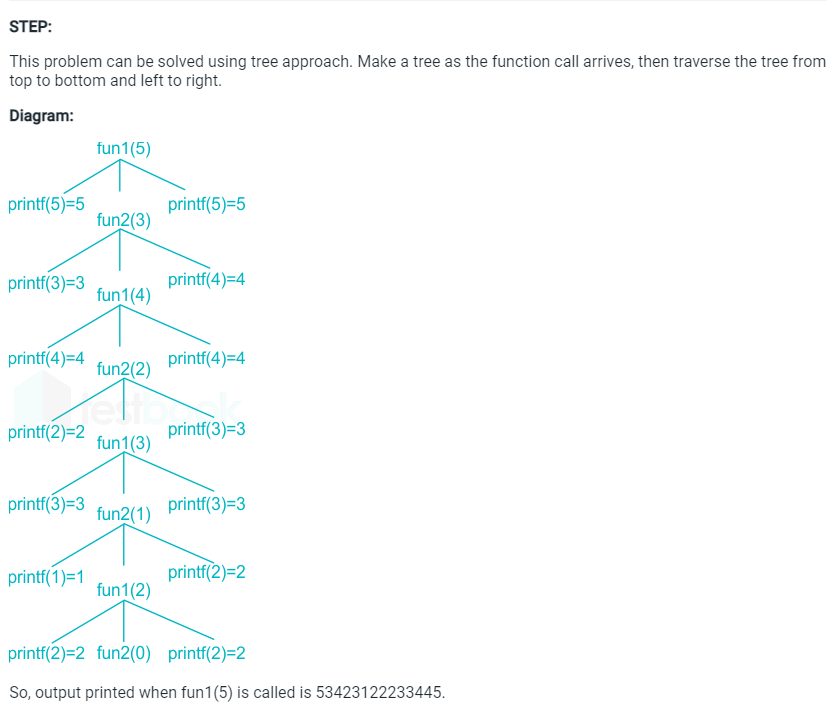 STEP:
This problem can be solved using tree approach. Make a tree as the function call arrives, then traverse the tree from
top to bottom and left to right.
Diagram:
fun1(5)
printf(5)=5 printf(5)=5
fun2(3)
printf(3)=3 printf(4)=4
fun1(4)
printf(4)=4 printf(4)=4
fun2(2)
testbook
printf(2)=2 printf(3)=3
fun1(3)
printf(3)=3 printf(3)=3
fun2(1)
printf(1)=1 printf(2)=2
fun1(2)
printf(2)=2 fun2(0) printf(2)=2
So, output printed when fun1(5) is called is 53423122233445.